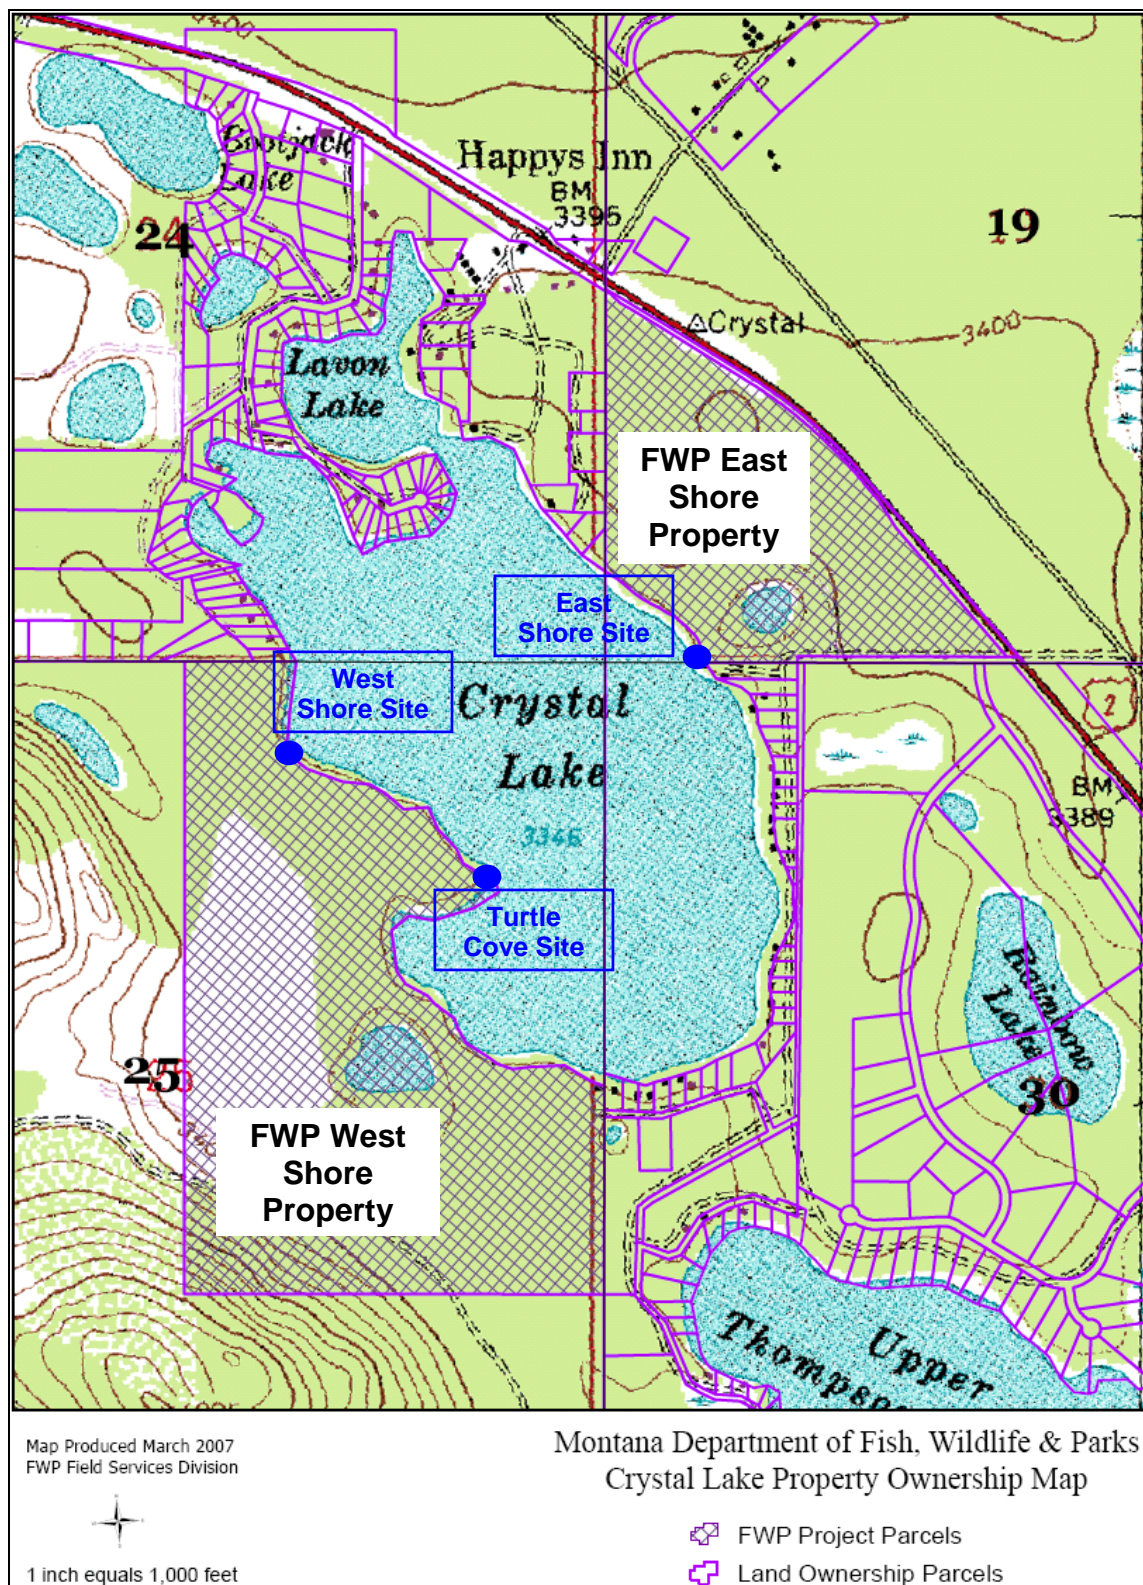 3400
Bootjack
Lake
Happys Inn
BM
3395
24
19
Crystal
3400
Lavon
Lake
FWP East
Shore
Property
East
Shore Site
West
Shore Site
Crystal
Lake
2
BM
3389
3346
Turtle
Cove Site
Rainbow
Lake
25
30
FWP West
Shore
Property
Upper
Map Produced March 2007
FWP Field Services Division
1 inch equals 1,000 feet
Montana Department of Fish, Wildlife & Parks
Crystal Lake Property Ownership Map
FWP Project Parcels
Land Ownership Parcels